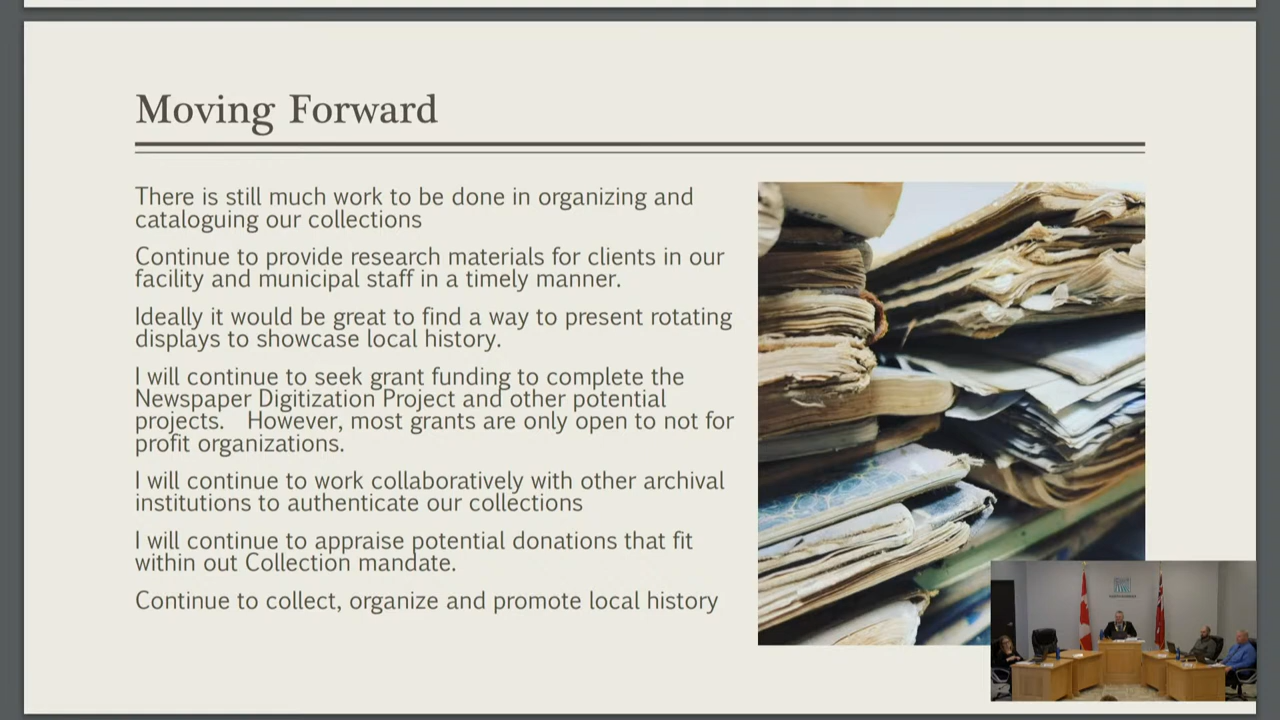 Moving Forward
There is still much work to be done in organizing and
cataloguing our collections
Continue to provide research materials for clients in our
facility and municipal staff in a timely manner.
Ideally it would be great to find a way to present rotating
displays to showcase local history.
I will continue to seek grant funding to complete the
Newspaper Digitization Project and other potential
projects.   However, most grants are only open to not for
profit organizations.
I will continue to work collaboratively with other archival
institutions to authenticate our collections
I will continue to appraise potential donations that fit
within out Collection mandate.
Continue to collect, organize and promote local history